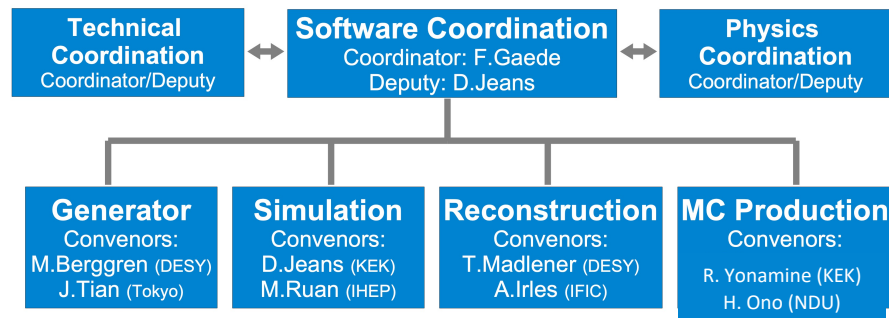 Technical
Coordination
Coordinator/Deputy
Software Coordination
Coordinator: F.Gaede
Deputy: D.Jeans
Physics
Coordination
Coordinator/Deputy
Generator
Convenors:
M.Berggren (DESY)
J.Tian (Tokyo)
Simulation
Convenors:
D.Jeans (KEK)
M.Ruan (IHEP)
Reconstruction
Convenors:
T.Madlener (DESY)
A.Irles (IFIC)
MC Production
Convenors:
R. Yonamine (KEK)
H. Ono (NDU)